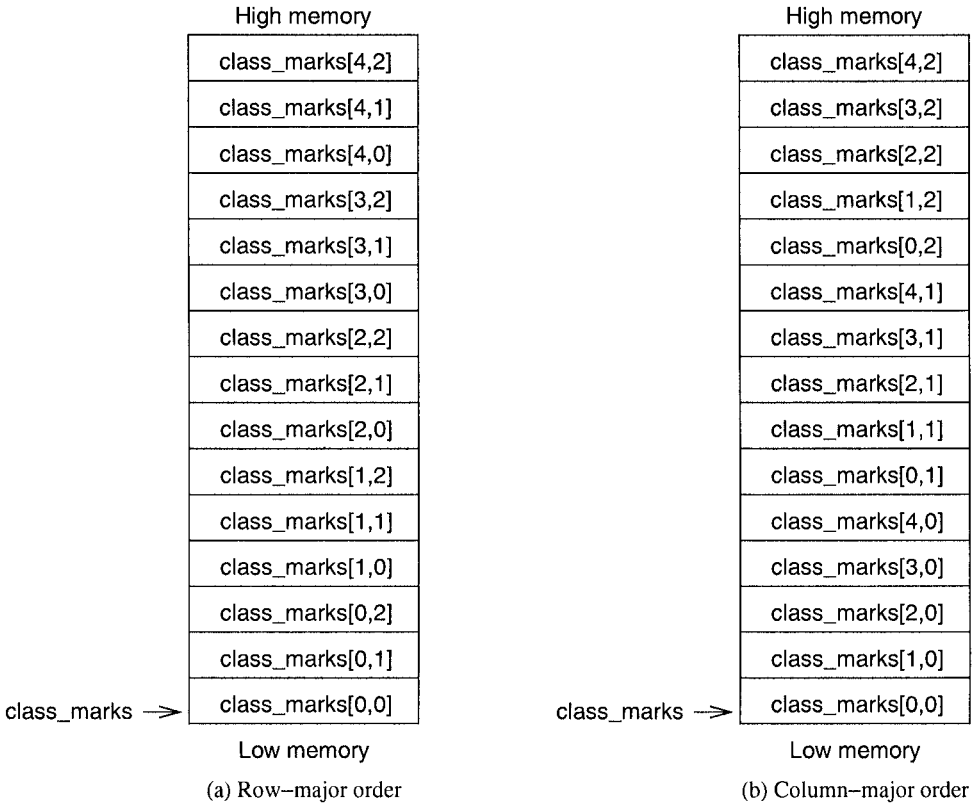 High memory
class_marks[4,2]
class_marks[4,1]
class_marks[4,0]
class_marks[3,2]
class_marks[3,1]
class_marks[3,0]
class_marks[2,2]
class_marks[2,1]
class_marks[2,0]
class_marks[1,2]
class_marks[1,1]
class_marks[1,0]
class_marks[0,2]
class_marks[0,1]
class_marks
class_marks[0,0]
Low memory
(a) Row–major order
High memory
class_marks[4,2]
class_marks[3,2]
class_marks[2,2]
class_marks[1,2]
class_marks[0,2]
class_marks[4,1]
class_marks[3,1]
class_marks[2,1]
class_marks[1,1]
class_marks[0,1]
class_marks[4,0]
class_marks[3,0]
class_marks[2,0]
class_marks[1,0]
class_marks
class_marks[0,0]
Low memory
(b) Column–major order